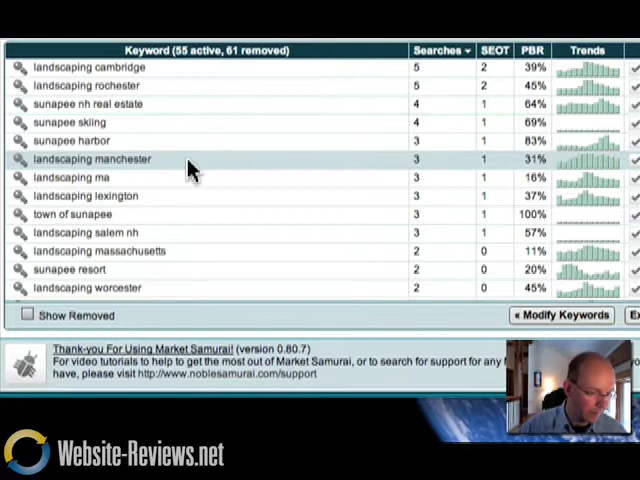 Keyword (55 active, 61 removed) Searches SEOT PBR Trends
landscaping cambridge 5 2 39%
landscaping rochester 5 2 45%
sunapee nh real estate 4 1 64%
sunapee skiing 4 1 69%
sunapee harbor 3 1 83%
landscaping manchester 3 1 31%
landscaping ma 3 1 16%
landscaping lexington 3 1 37%
town of sunapee 3 1 100%
landscaping salem nh 3 1 57%
landscaping massachusetts 2 0 11%
sunapee resort 2 0 20%
landscaping worcester 2 0 45%
Show Removed « Modify Keywords Ex
Thank-you For Using Market Samurai! (version 0.80.7)
For video tutorials to help to get the most out of Market Samurai, or to search for support for any
have, please visit http://www.noblesamurai.com/support
Website-Reviews.net